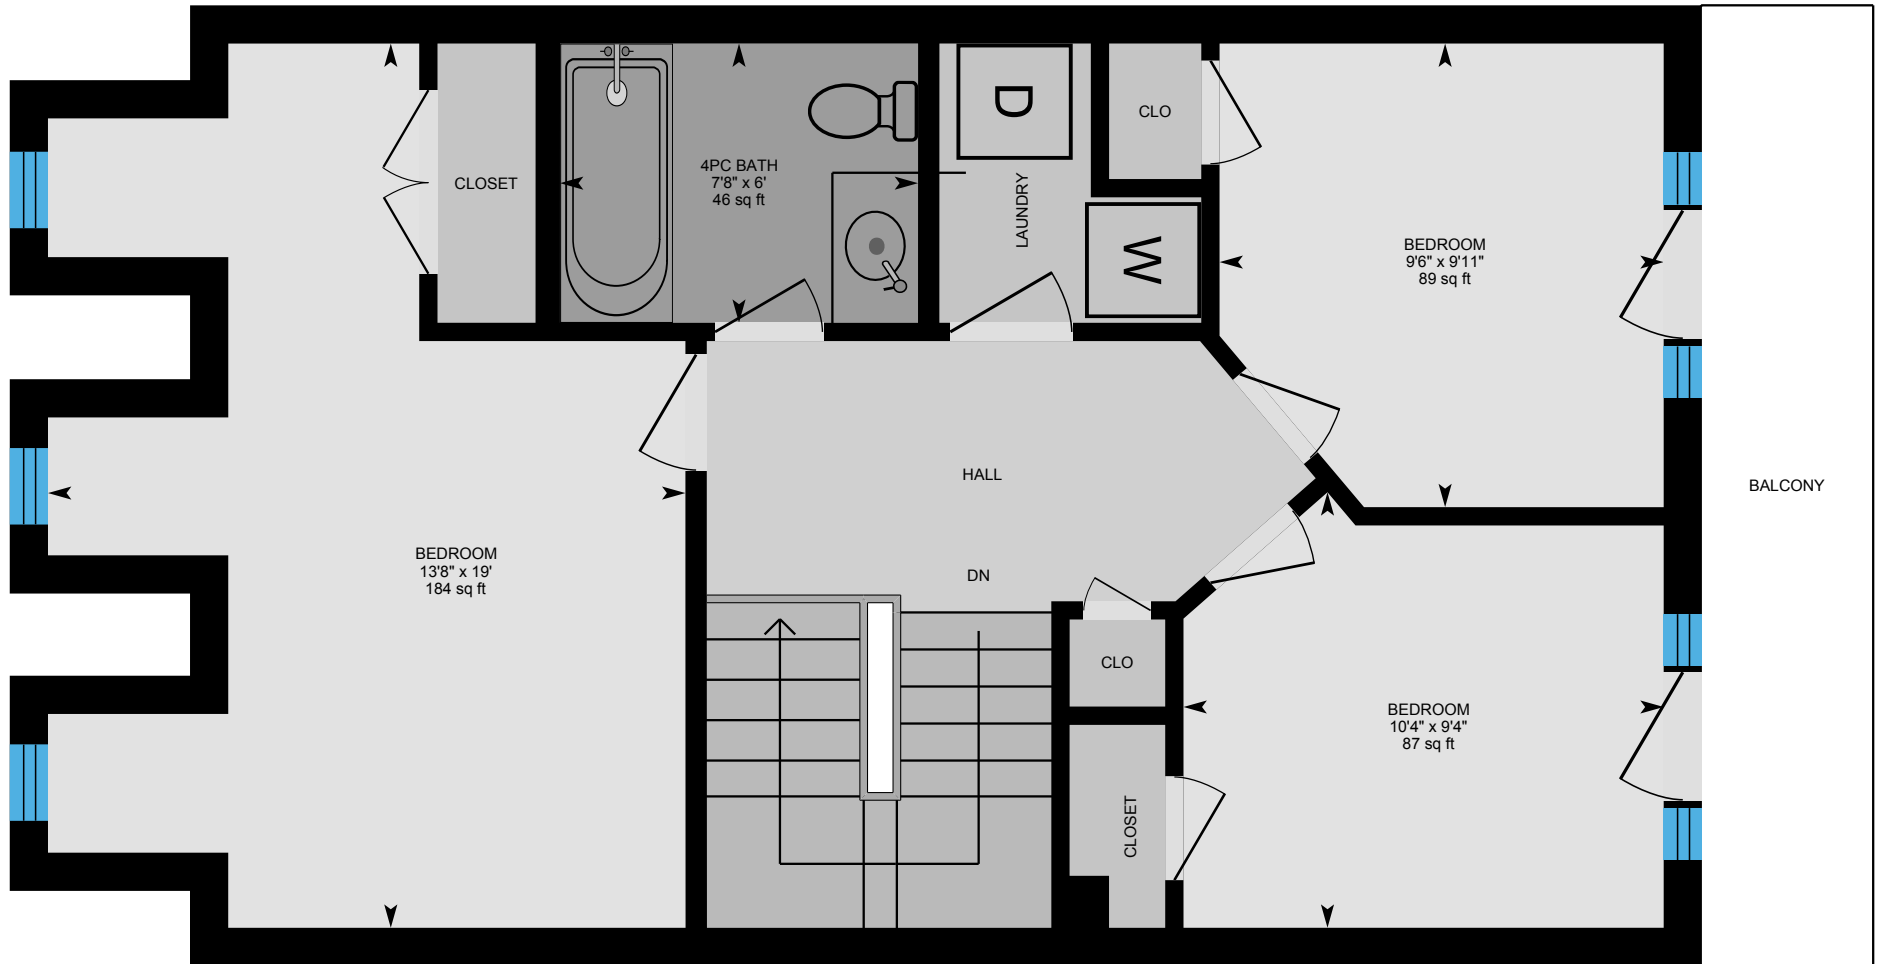 CLOSET
4PC BATH
7'8" x 6'
46 sq ft
D
LAUNDRY
W
CLO
BEDROOM
9'6" x 9'11"
89 sq ft
HALL
BALCONY
BEDROOM
13'8" x 19'
184 sq ft
DN
CLO
CLOSET
BEDROOM
10'4" x 9'4"
87 sq ft